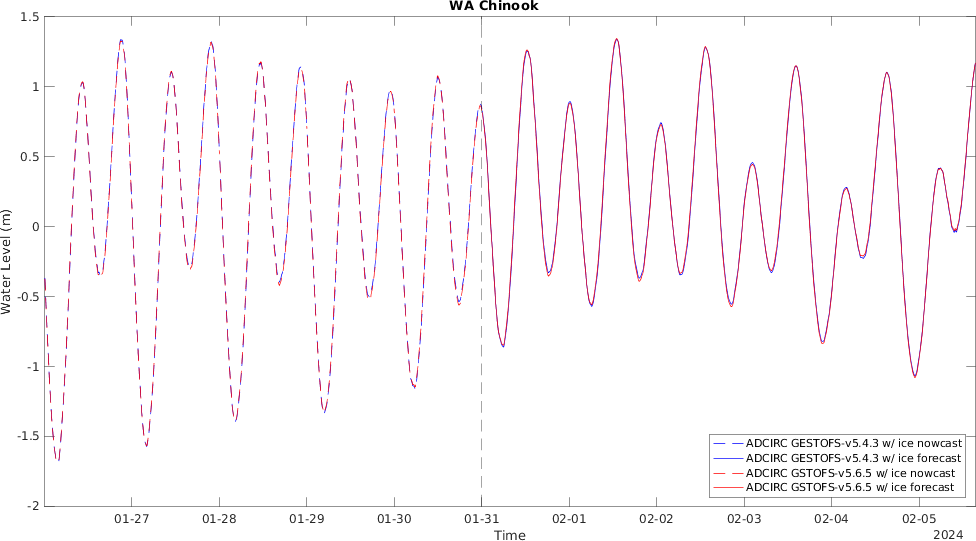 WA Chinook
1.5
1
0.5
0
-0.5
-1
-1.5
-2
Water Level (m)
01-27 01-28 01-29 01-30 01-31 02-01 02-02 02-03 02-04 02-05
Time
2024
ADCIRC GESTOFS-v5.4.3 w/ ice nowcast
ADCIRC GESTOFS-v5.4.3 w/ ice forecast
ADCIRC GSTOFS-v5.6.5 w/ ice nowcast
ADCIRC GSTOFS-v5.6.5 w/ ice forecast